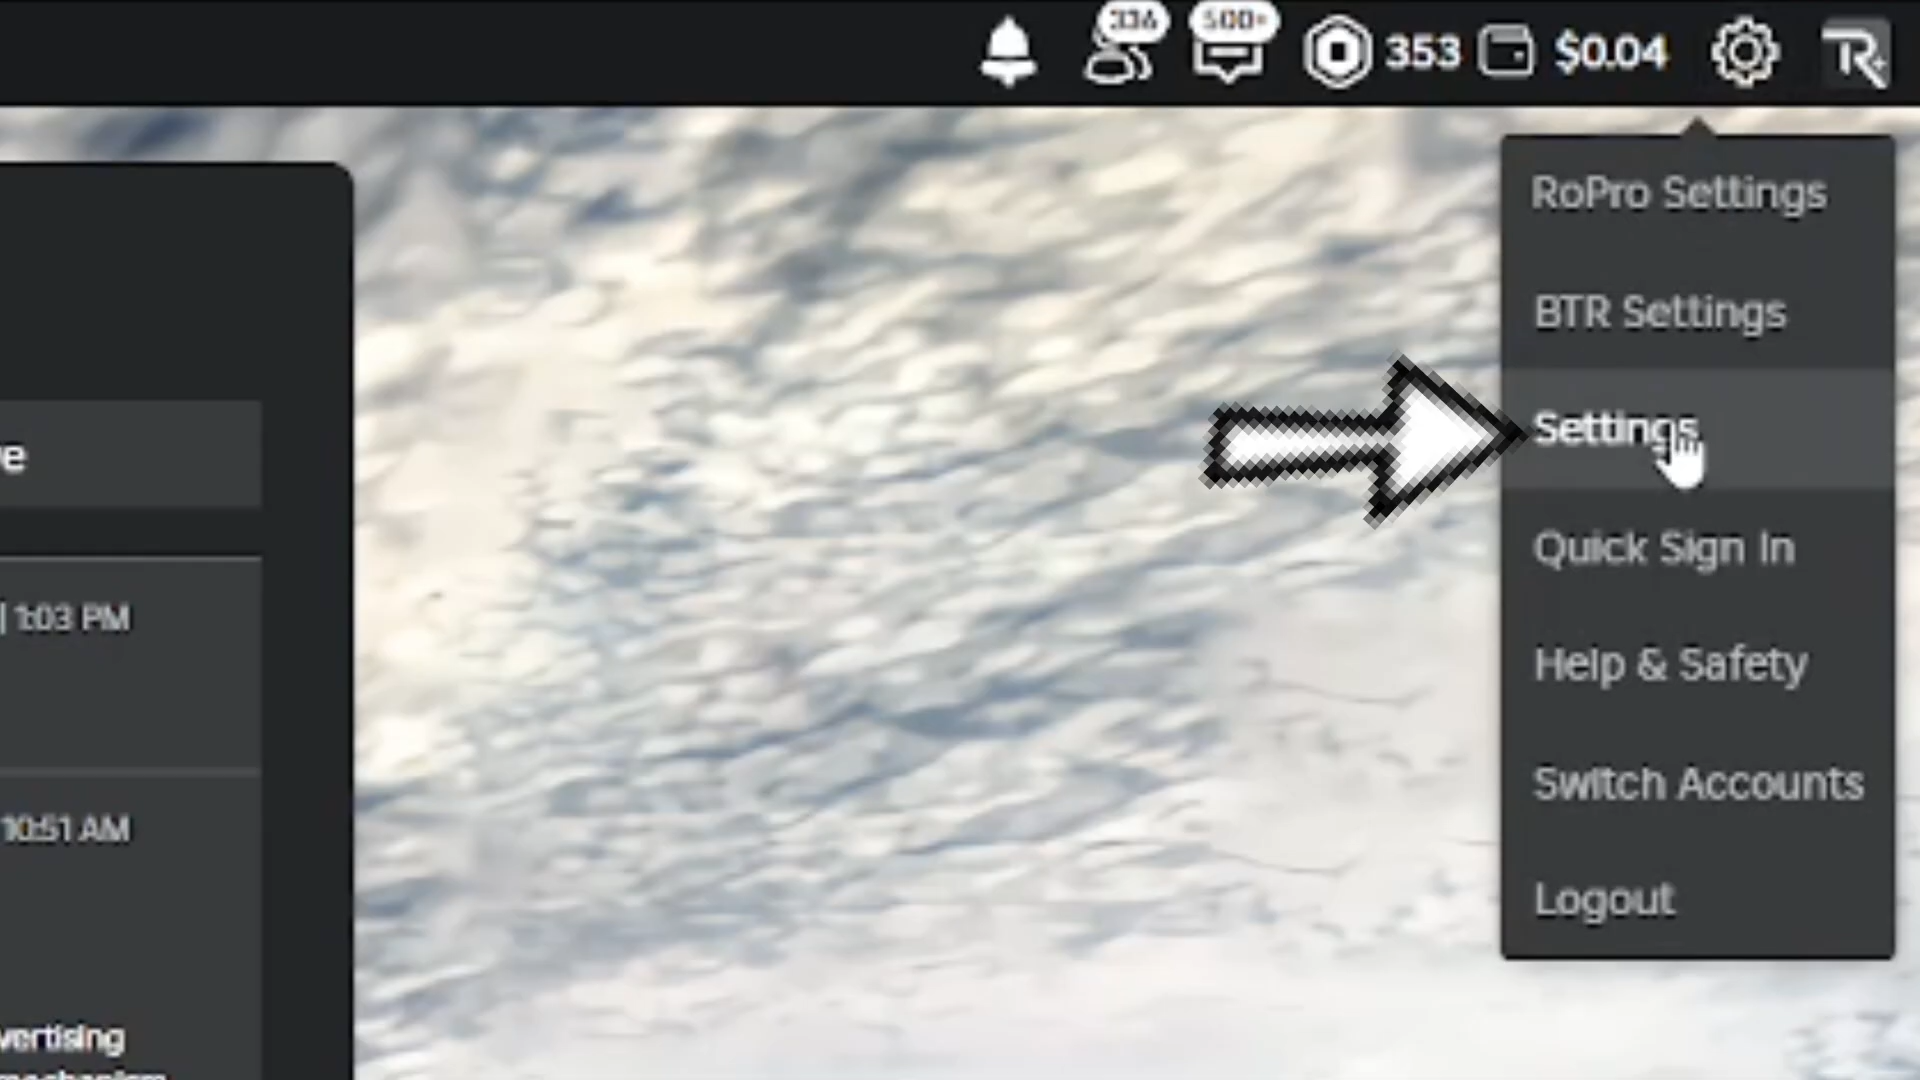 336
500+
353
$0.04
RoPro Settings
BTR Settings
Settings
Quick Sign In
Help & Safety
Switch Accounts
Logout
e
| 1:03 PM
10:51 AM
vertising
mechanism